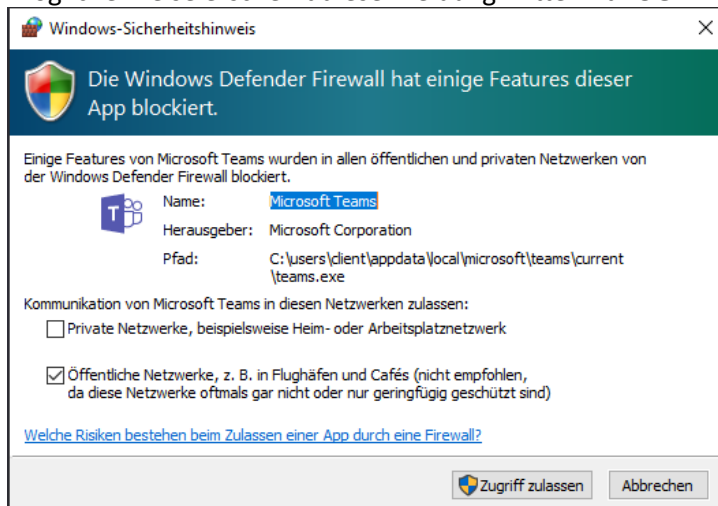 Windows-Sicherheitshinweis
Die Windows Defender Firewall hat einige Features dieser
App blockiert.
Einige Features von Microsoft Teams wurden in allen öffentlichen und privaten Netzwerken von
der Windows Defender Firewall blockiert.
Name: Microsoft Teams
Herausgeber: Microsoft Corporation
Pfad: C:\users\client\appdata\local\microsoft\teams\current
\teams.exe
Kommunikation von Microsoft Teams in diesen Netzwerken zulassen:
Private Netzwerke, beispielsweise Heim- oder Arbeitsplatznetzwerk
Öffentliche Netzwerke, z. B. in Flughäfen und Cafés (nicht empfohlen,
da diese Netzwerke oftmals gar nicht oder nur geringfügig geschützt sind)
Welche Risiken bestehen beim Zulassen einer App durch eine Firewall?
Zugriff zulassen Abbrechen